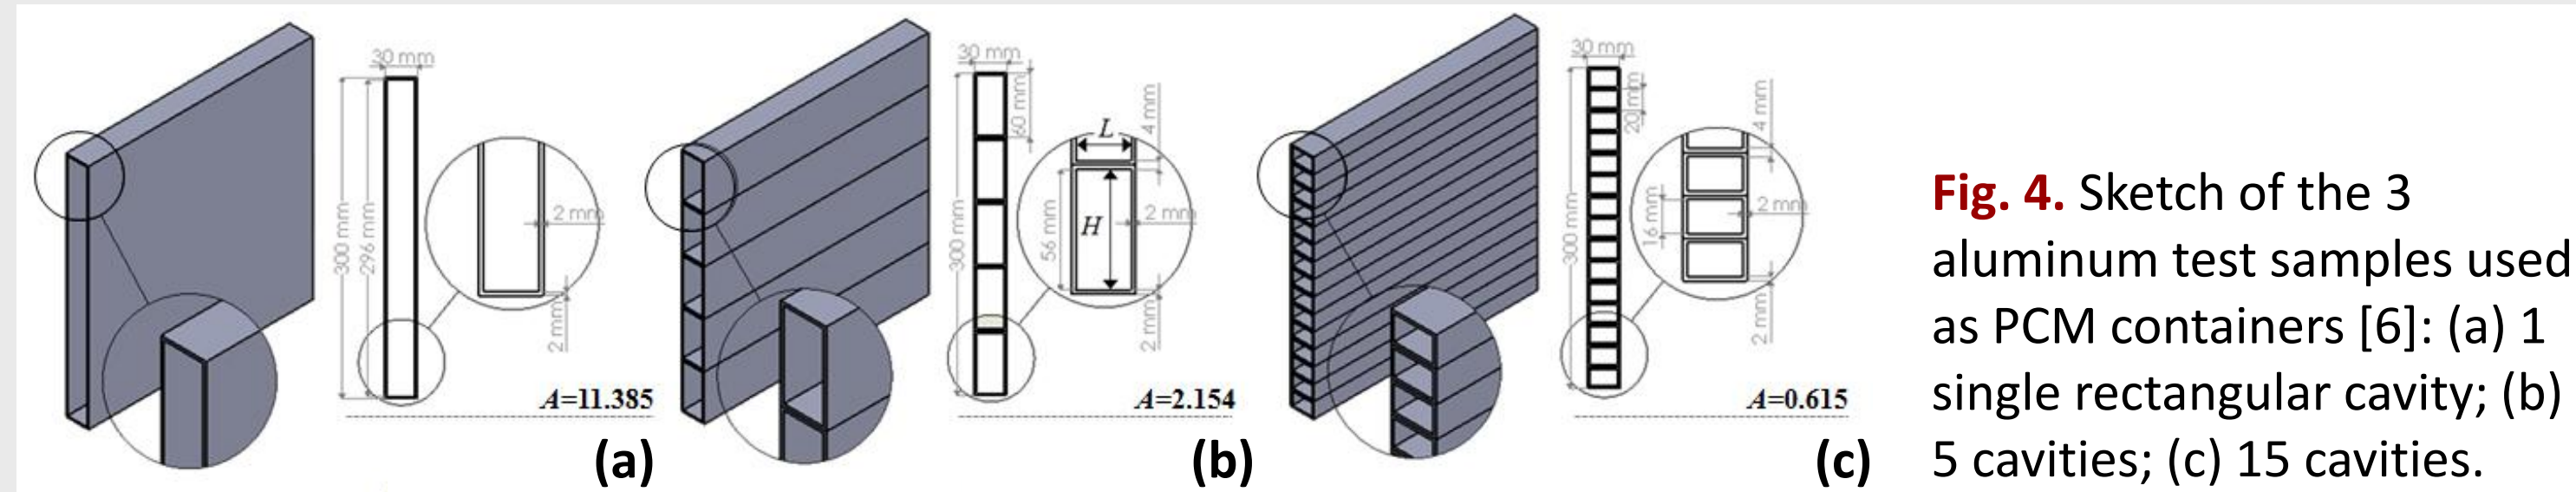 30 mm
300 mm
296 mm
2 mm
2 mm
A=11.385
(a)
30 mm
60 mm
300 mm
L
4 mm
56 mm
H
2 mm
2 mm
A=2.154
(b)
30 mm
20 mm
300 mm
4 mm
16 mm
2 mm
2 mm
A=0.615
(c)
Fig. 4. Sketch of the 3
aluminum test samples used
as PCM containers [6]: (a) 1
single rectangular cavity; (b)
5 cavities; (c) 15 cavities.